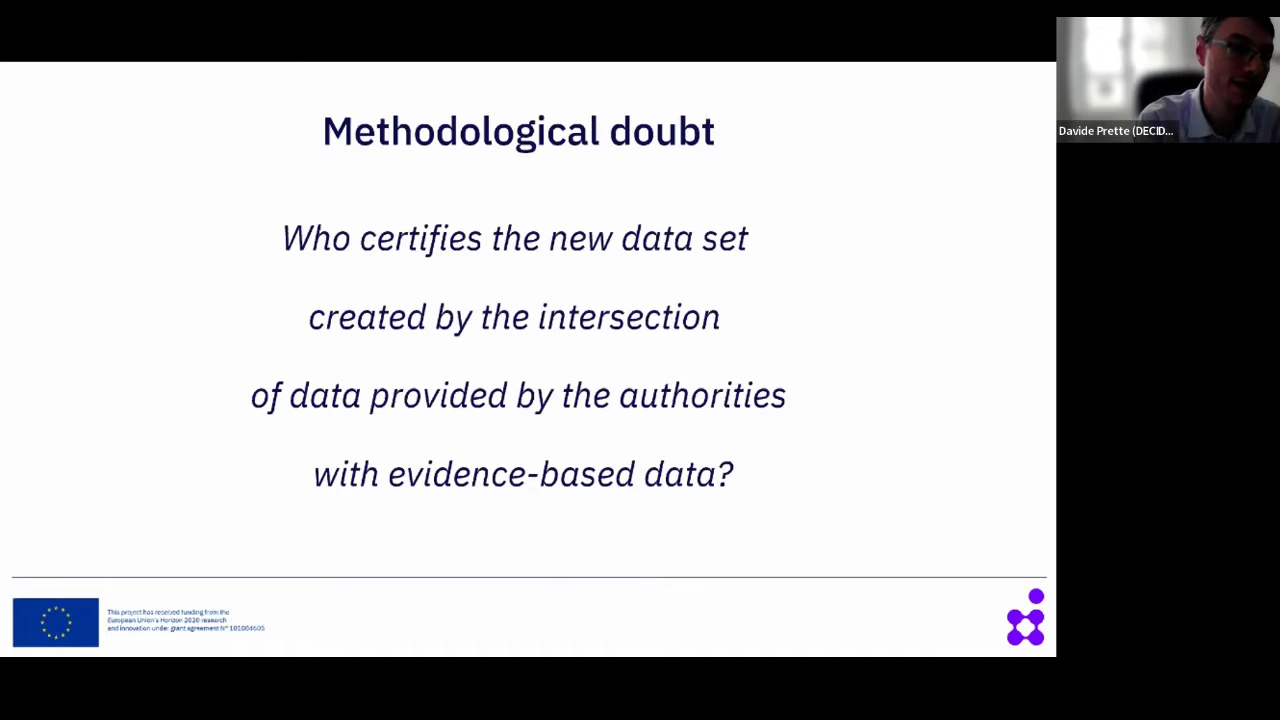 Methodological doubt
Who certifies the new data set
created by the intersection
of data provided by the authorities
with evidence-based data?
This project has received funding from the
European Union's Horizon 2020 research
and innovation under grant agreement N° 101004605
Davide Prette (DECID...